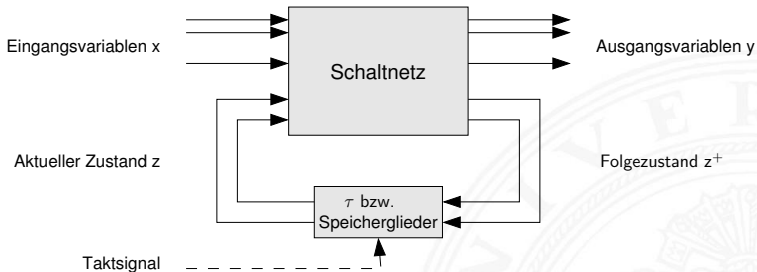 Eingangsvariablen x
Schaltnetz
Ausgangsvariablen y
Aktueller Zustand z
Folgezustand z⁺
τ bzw.
Speicherglieder
Taktsignal